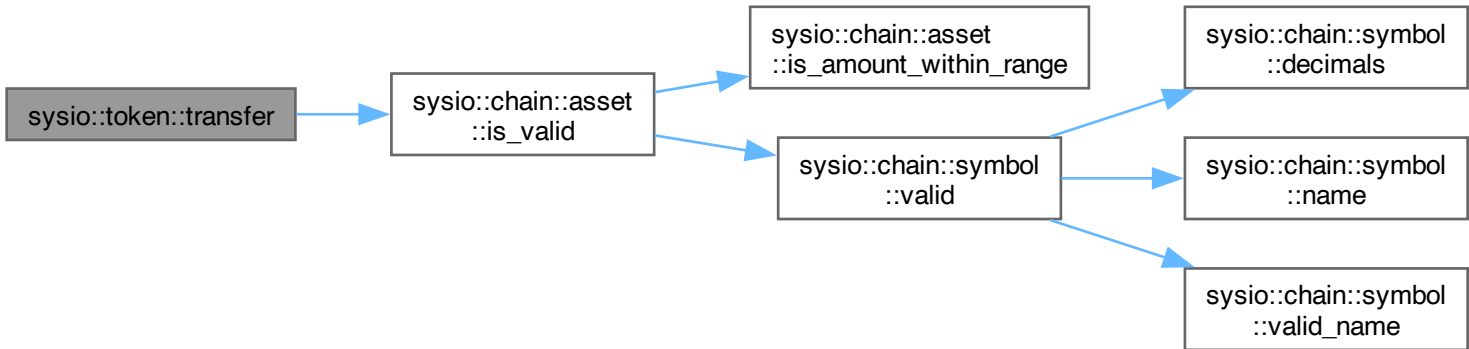 sysio::token::transfer
sysio::chain::asset
::is_valid
sysio::chain::asset
::is_amount_within_range
sysio::chain::symbol
::valid
sysio::chain::symbol
::decimals
sysio::chain::symbol
::name
sysio::chain::symbol
::valid_name